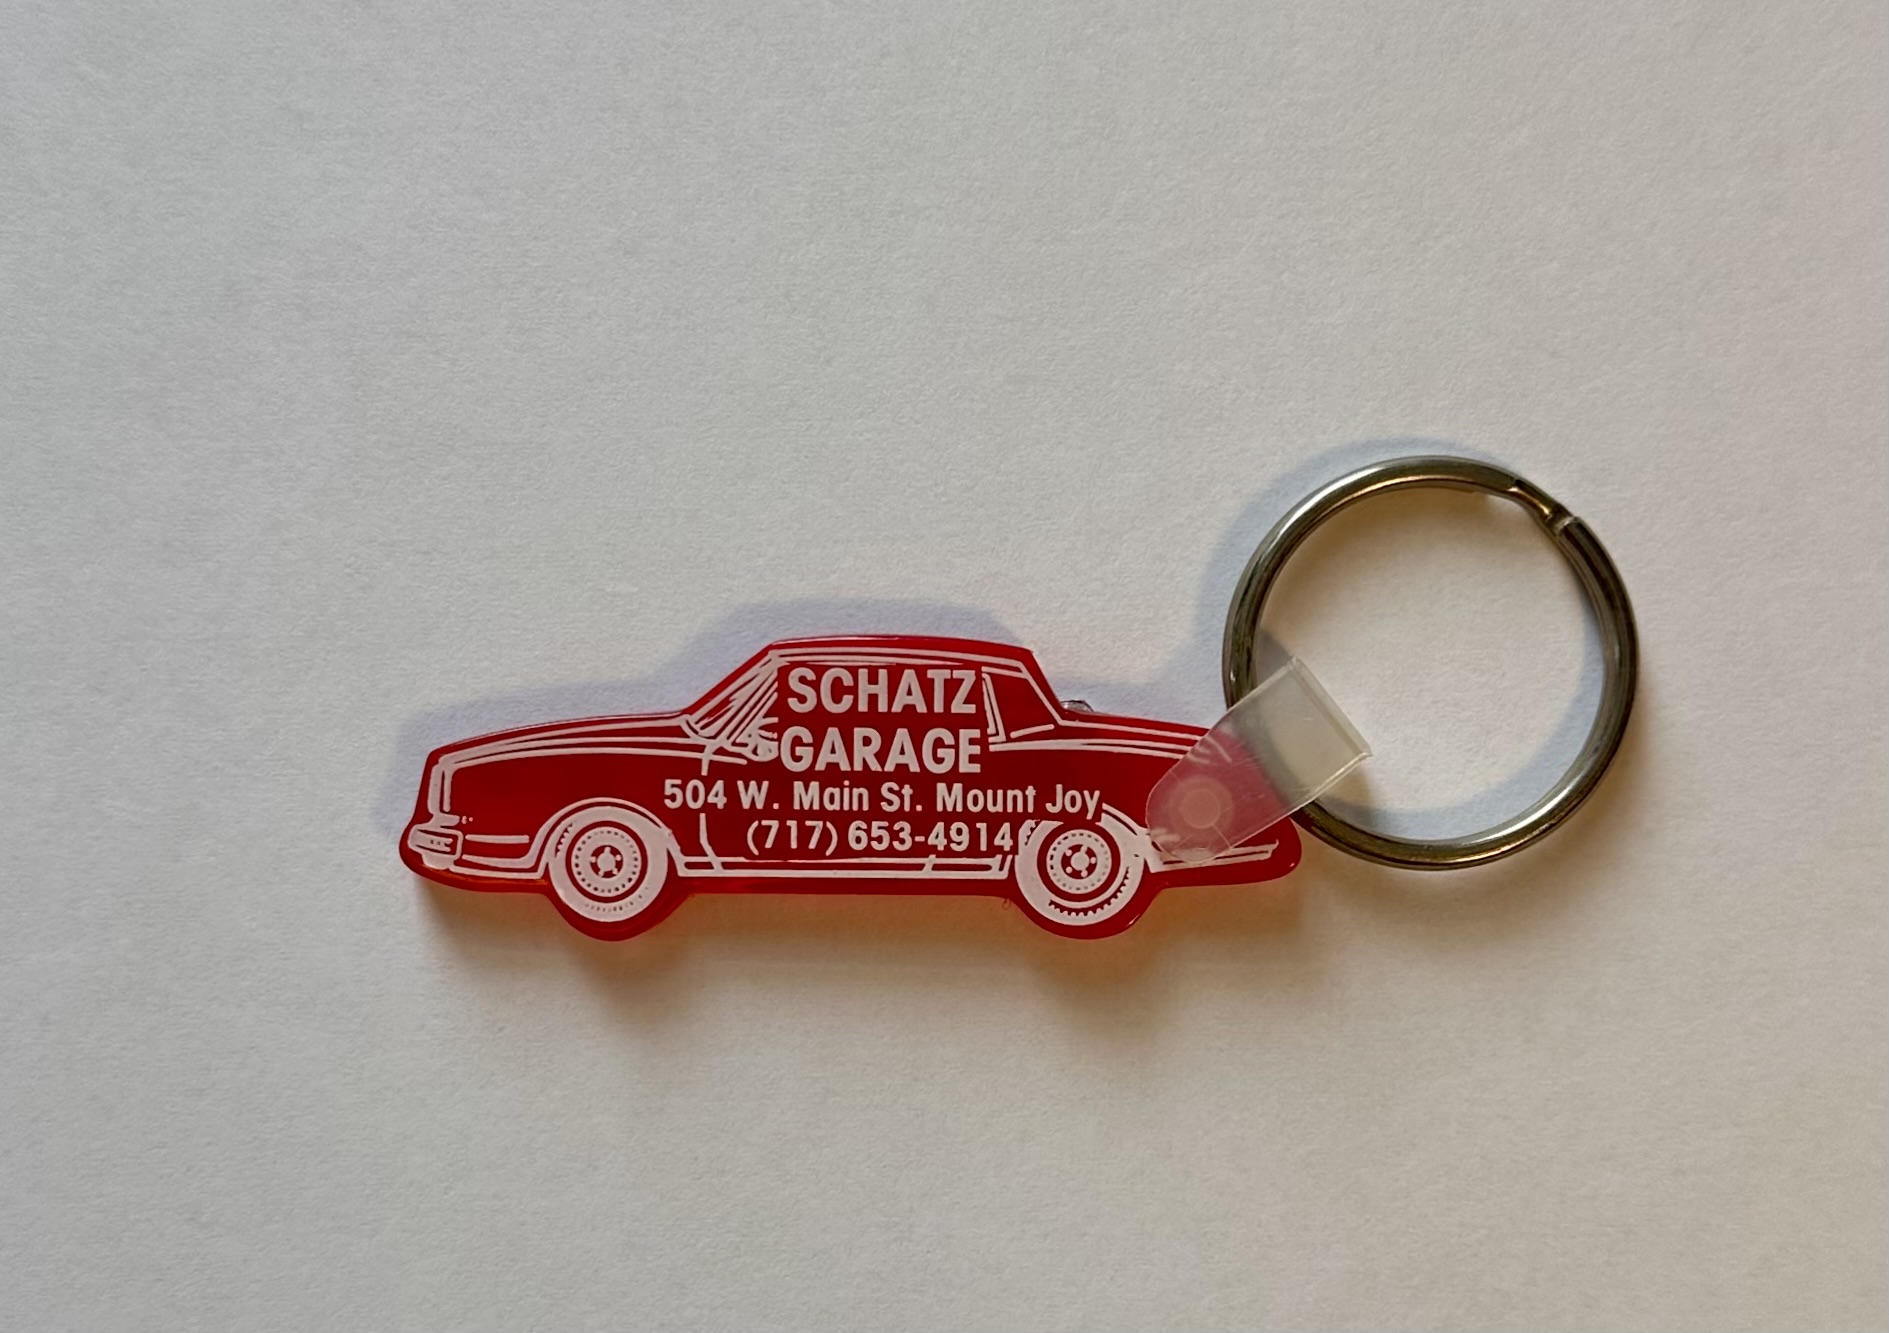 SCHATZ
GARAGE
504 W. Main St. Mount Joy
(717) 653-4914